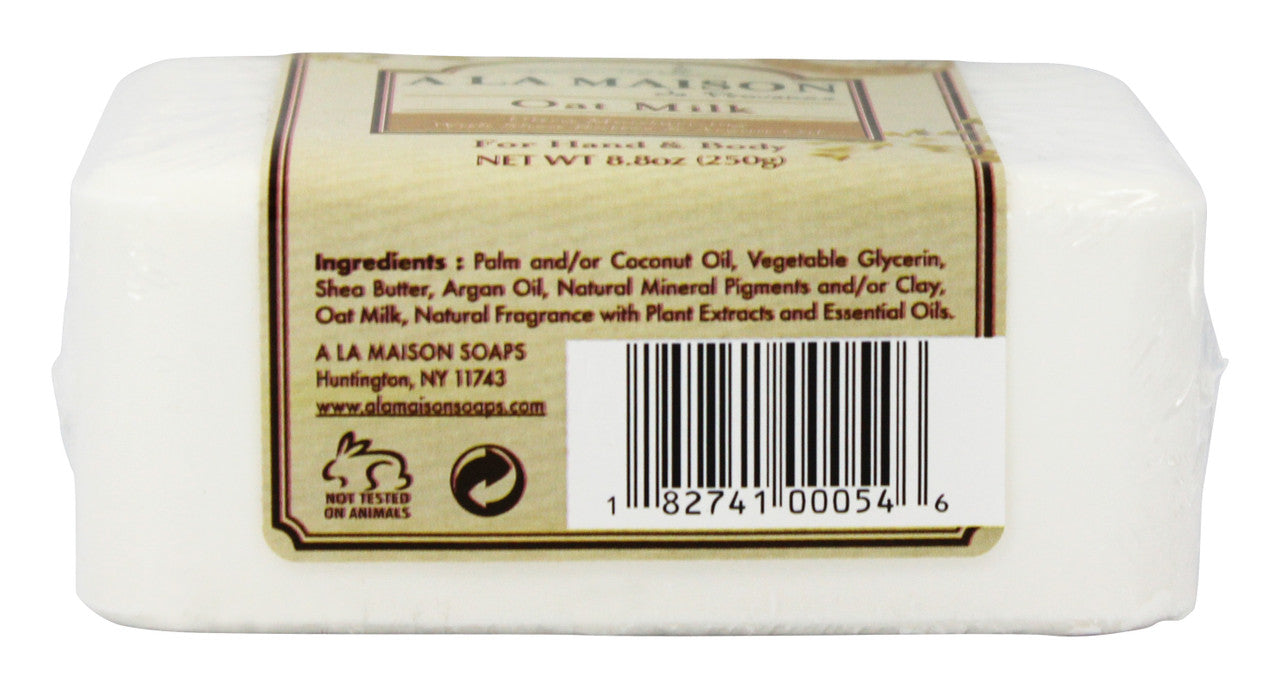 A LA MAISON
Oat Milk
For Hand & Body
NET WT 8.8oz (250g)
Ingredients : Palm and/or Coconut Oil, Vegetable Glycerin,
Shea Butter, Argan Oil, Natural Mineral Pigments and/or Clay,
Oat Milk, Natural Fragrance with Plant Extracts and Essential Oils.
A LA MAISON SOAPS
Huntington, NY 11743
www.alamaisonsoaps.com
NOT TESTED
ON ANIMALS
1 82741 00054 6